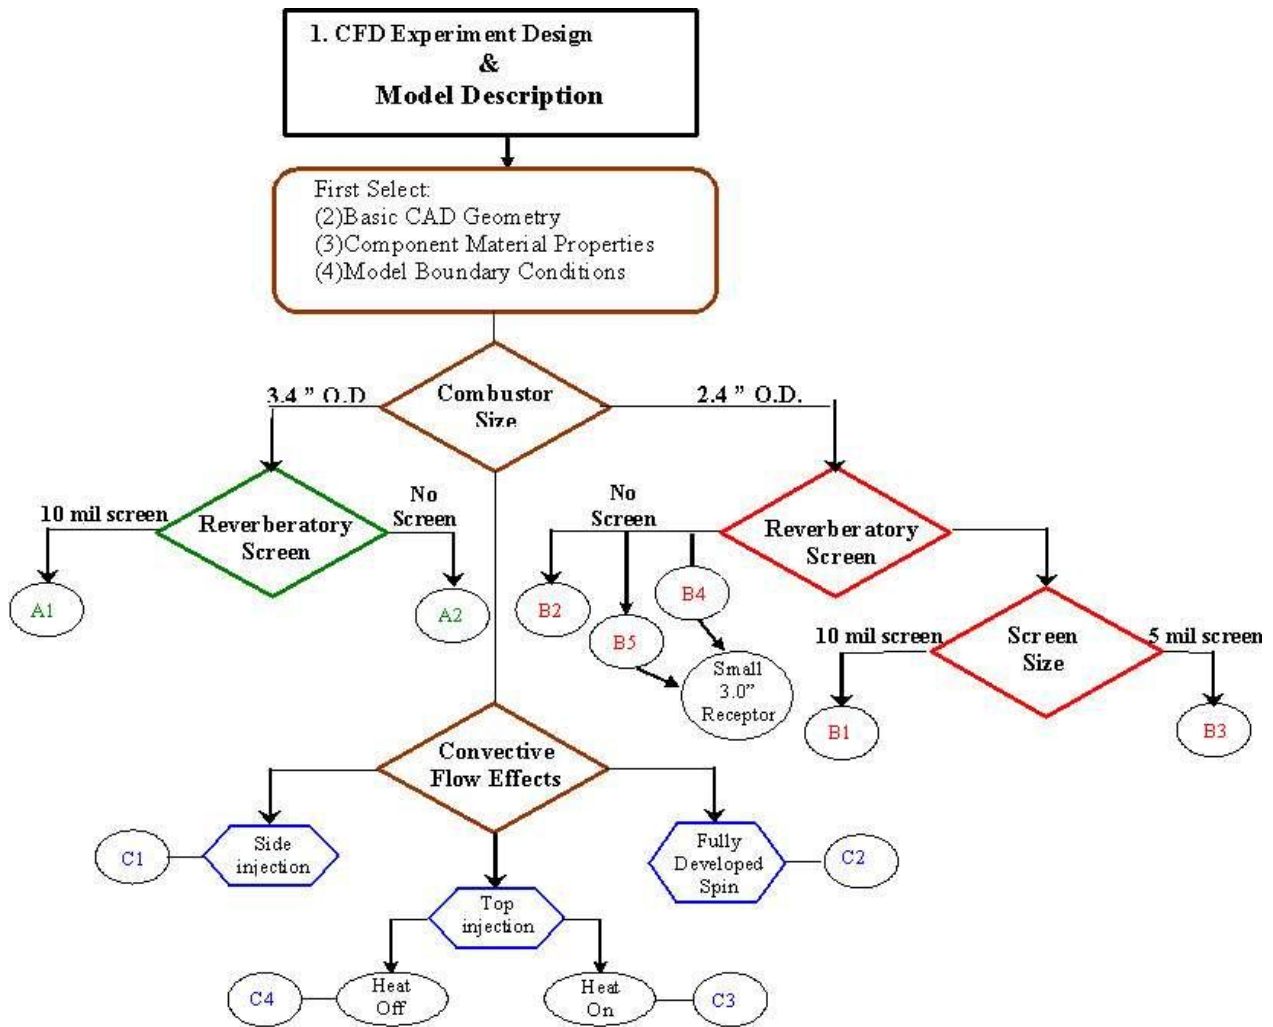 1. CFD Experiment Design
&
Model Description
First Select:
(2)Basic CAD Geometry
(3)Component Material Properties
(4)Model Boundary Conditions
3.4 ” O.D
Combustor
Size
2.4 ” O.D.
10 mil screen
Reverberatory
Screen
No
Screen
No
Screen
Reverberatory
Screen
A1
A2
B2
B5
B4
Small
3.0”
Receptor
10 mil screen
Screen
Size
5 mil screen
B1
B3
Convective
Flow Effects
C1
Side
injection
Fully
Developed
Spin
C2
Top
injection
C4
Heat
Off
Heat
On
C3